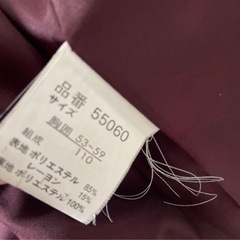 品番 55060
サイズ
胸囲 53-59
110
組成
表地 ポリエステル 85%
レーヨン 15%
裏地 ポリエステル 100%